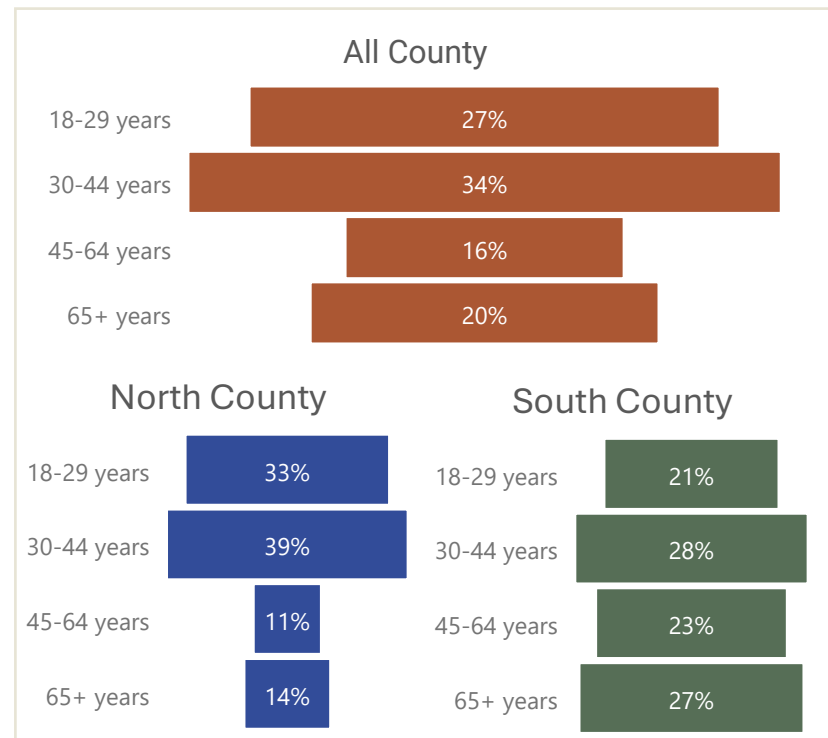 All County
18-29 years 27%
30-44 years 34%
45-64 years 16%
65+ years 20%
North County
18-29 years 33%
30-44 years 39%
45-64 years 11%
65+ years 14%
South County
18-29 years 21%
30-44 years 28%
45-64 years 23%
65+ years 27%